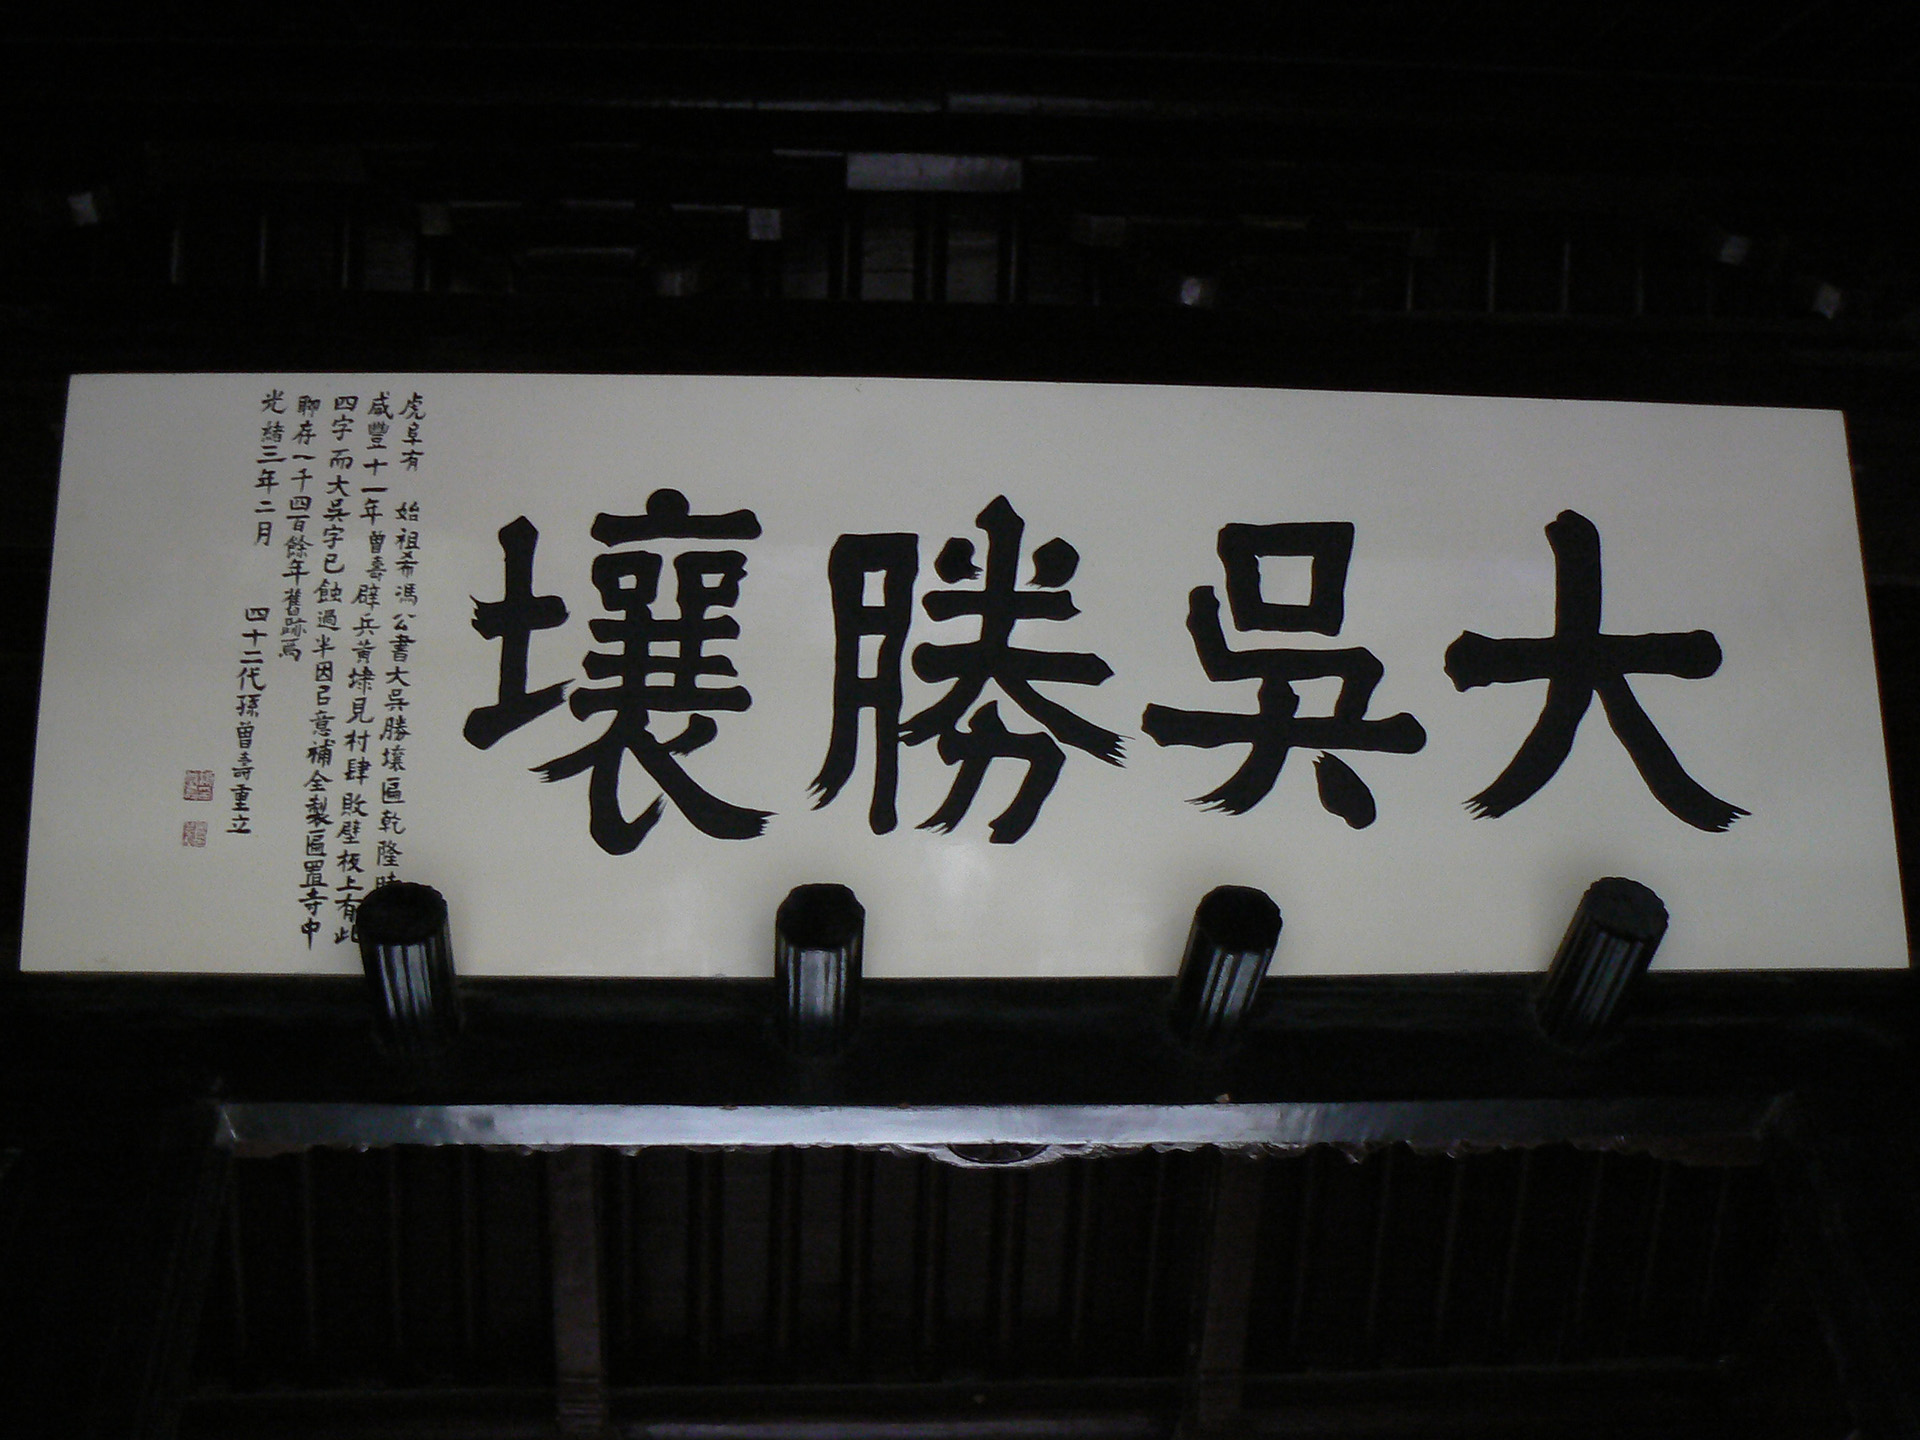 大吳勝壤
虎阜有 始祖希馮公書大吳勝壤匾乾隆時
咸豐十一年曾壽辟兵黃埭見村肆敗壁板上有此
四字而大吳字已蝕過半因以意補全製匾置寺中
聊存一千四百餘年舊跡焉
光緒三年二月 四十二代孫曾壽重立